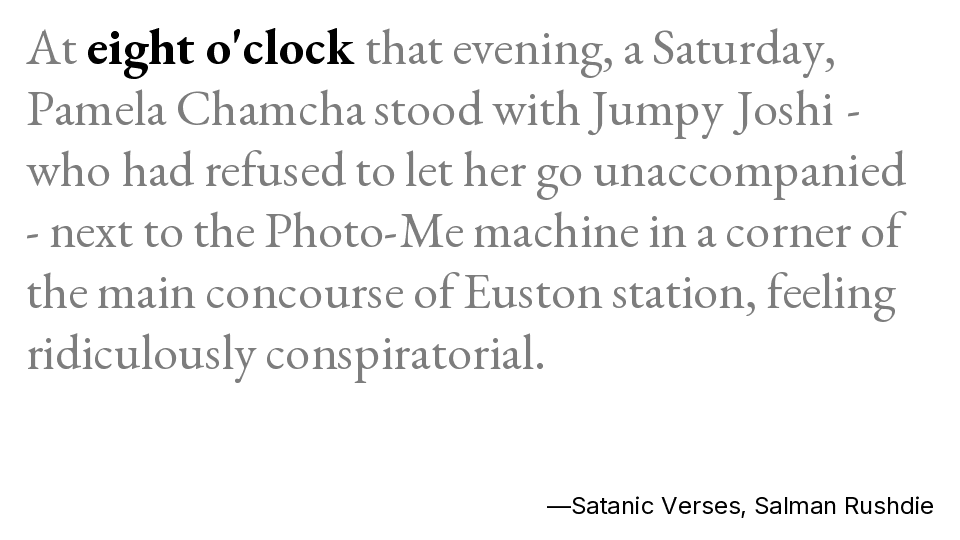 At eight o'clock that evening, a Saturday,
Pamela Chamcha stood with Jumpy Joshi -
who had refused to let her go unaccompanied
- next to the Photo-Me machine in a corner of
the main concourse of Euston station, feeling
ridiculously conspiratorial.
—Satanic Verses, Salman Rushdie